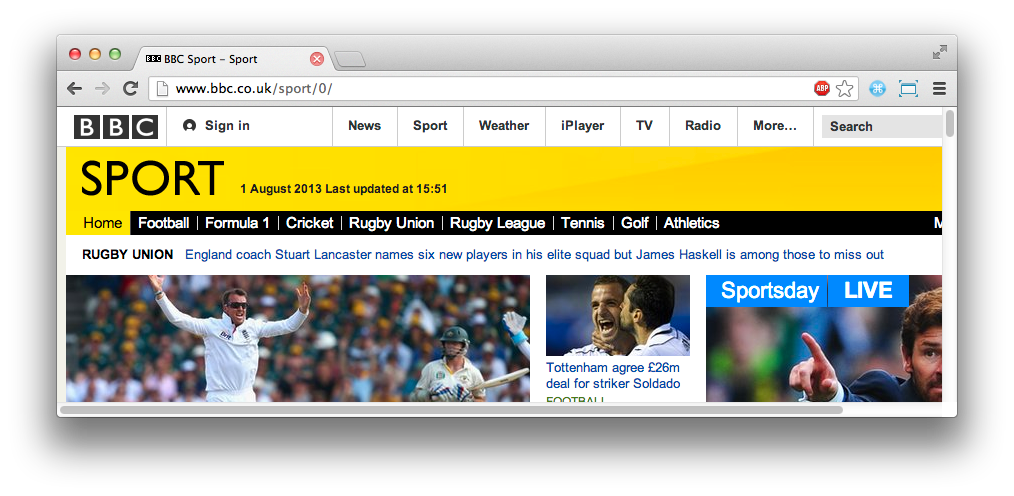 BBC BBC Sport – Sport
www.bbc.co.uk/sport/0/ ABP
BBC Sign in News Sport Weather iPlayer TV Radio More... Search
SPORT 1 August 2013 Last updated at 15:51
Home Football Formula 1 Cricket Rugby Union Rugby League Tennis Golf Athletics M
RUGBY UNION England coach Stuart Lancaster names six new players in his elite squad but James Haskell is among those to miss out
Sportsday LIVE
Tottenham agree £26m
deal for striker Soldado
FOOTBALL